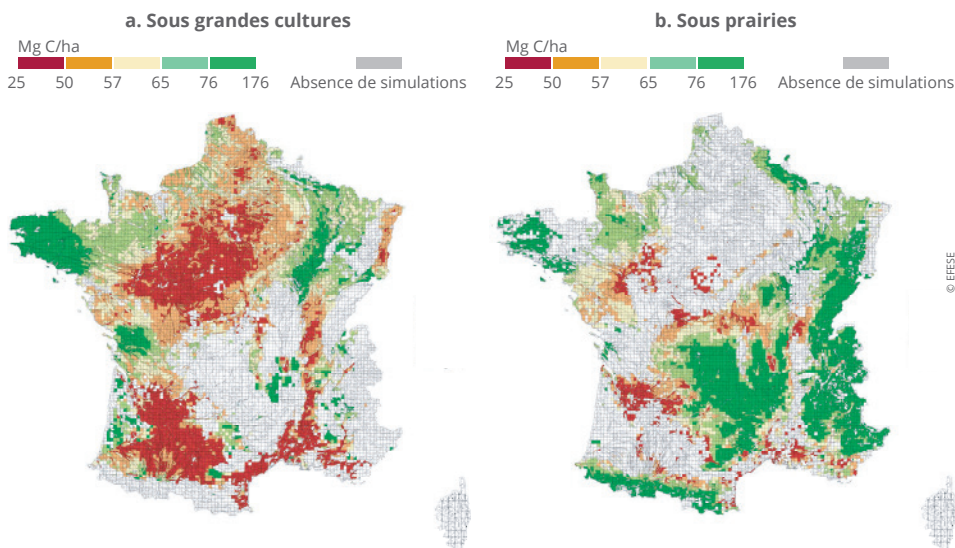 a. Sous grandes cultures
Mg C/ha
25 50 57 65 76 176 Absence de simulations
b. Sous prairies
Mg C/ha
25 50 57 65 76 176 Absence de simulations
© EFESE